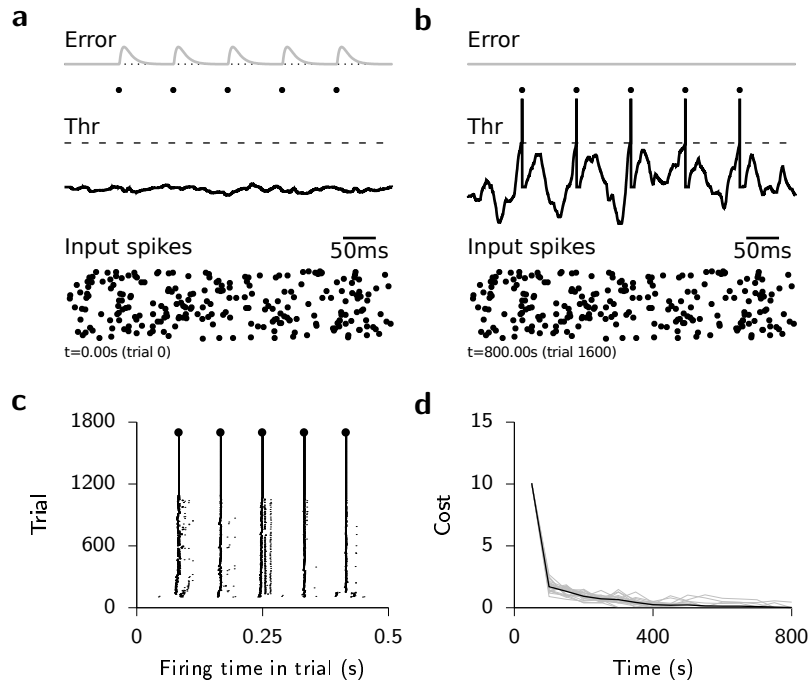 a
Error
Thr
Input spikes
50ms
t=0.00s (trial 0)
b
Error
Thr
Input spikes
50ms
t=800.00s (trial 1600)
c
1800
1200
600
0
Trial
0
0.25
0.5
Firing time in trial (s)
d
15
10
5
0
Cost
0
400
800
Time (s)